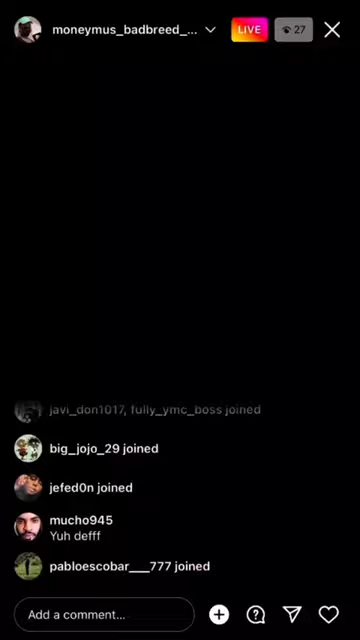 moneymus_badbreed_...
LIVE
27
javi_don1017, fully_ymc_boss joined
big_jojo_29 joined
jefed0n joined
mucho945
Yuh defff
pabloescobar___777 joined
Add a comment...